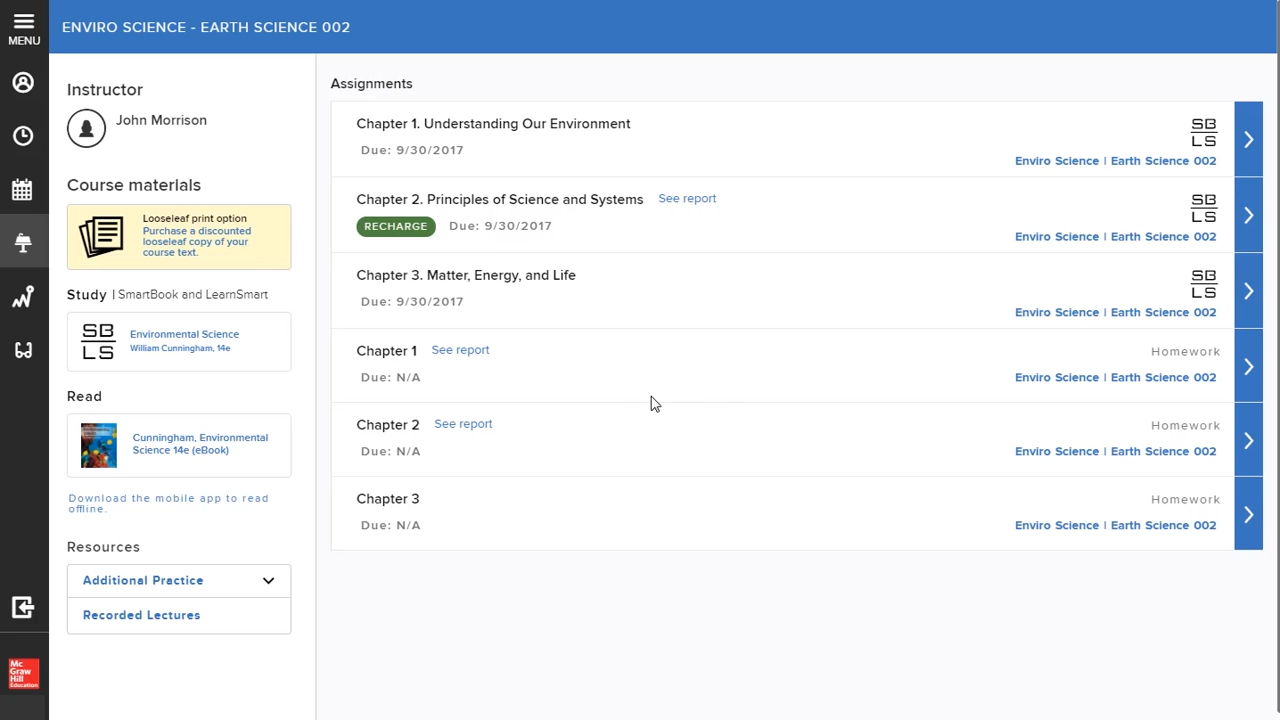 MENU
ENVIRO SCIENCE - EARTH SCIENCE 002
Instructor
John Morrison
Course materials
Looseleaf print option
Purchase a discounted
looseleaf copy of your
course text.
Study | SmartBook and LearnSmart
SB
LS
Environmental Science
William Cunningham, 14e
Read
Cunningham, Environmental
Science 14e (eBook)
Download the mobile app to read
offline.
Resources
Additional Practice
Recorded Lectures
Mc
Graw
Hill
Education
Assignments
Chapter 1. Understanding Our Environment
Due: 9/30/2017
SB
LS
Enviro Science | Earth Science 002
Chapter 2. Principles of Science and Systems See report
RECHARGE Due: 9/30/2017
SB
LS
Enviro Science | Earth Science 002
Chapter 3. Matter, Energy, and Life
Due: 9/30/2017
SB
LS
Enviro Science | Earth Science 002
Chapter 1 See report Homework
Due: N/A Enviro Science | Earth Science 002
Chapter 2 See report Homework
Due: N/A Enviro Science | Earth Science 002
Chapter 3 Homework
Due: N/A Enviro Science | Earth Science 002